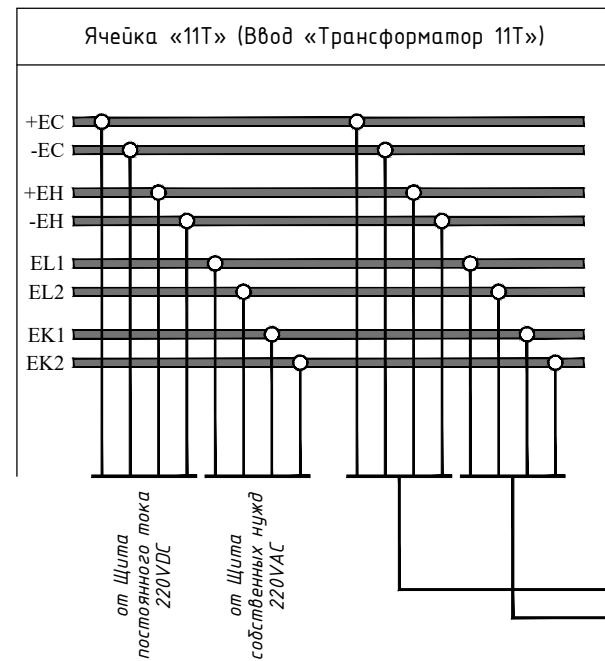 Ячейка «11Т» (Ввод «Трансформатор 11Т»)
+EC
-EC
+EH
-EH
EL1
EL2
EK1
EK2
от Щита
постоянного тока
220VDC
от Щита
собственных нужд
220VAC